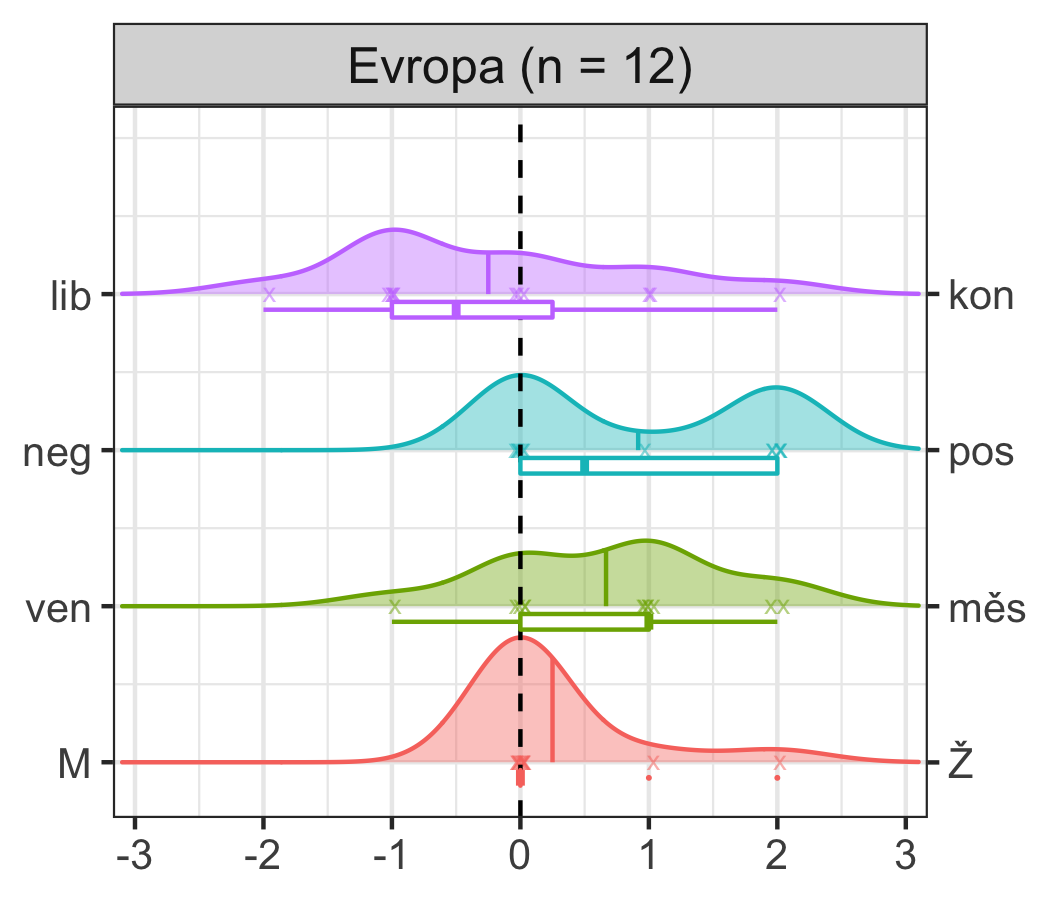 Evropa (n = 12)
lib kon
neg pos
ven měs
M Ž
-3 -2 -1 0 1 2 3